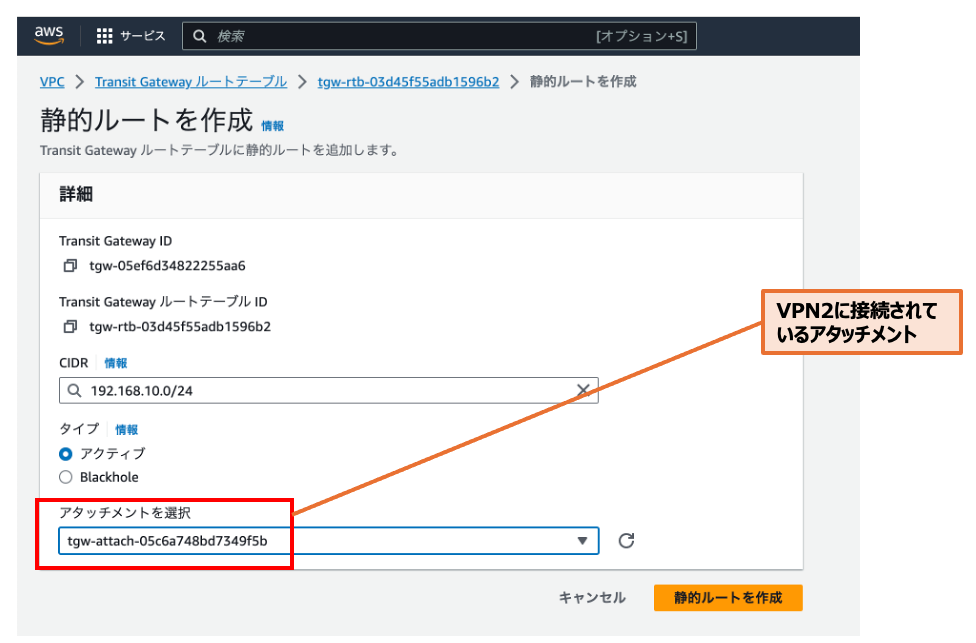 aws サービス 検索 [オプション+S]
VPC > Transit Gateway ルートテーブル > tgw-rtb-03d45f55adb1596b2 > 静的ルートを作成
静的ルートを作成 情報
Transit Gateway ルートテーブルに静的ルートを追加します。
詳細
Transit Gateway ID
tgw-05ef6d34822255aa6
Transit Gateway ルートテーブル ID
tgw-rtb-03d45f55adb1596b2
VPN2に接続されて
いるアタッチメント
CIDR 情報
192.168.10.0/24
タイプ 情報
アクティブ
Blackhole
アタッチメントを選択
tgw-attach-05c6a748bd7349f5b
キャンセル 静的ルートを作成